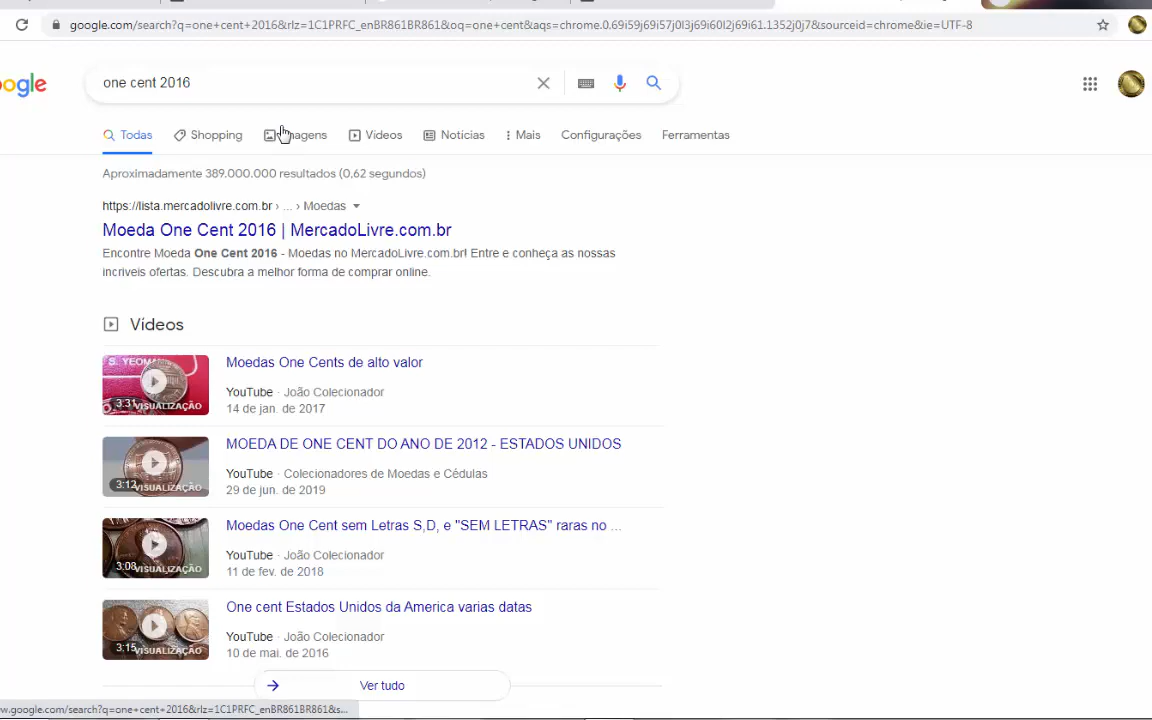 google.com/search?q=one+cent+2016&rlz=1C1PRFC_enBR861BR861&oq=one+cent&aqs=chrome.0.69i59j69i57j0l3j69i60l2j69i61.1352j0j7&sourceid=chrome&ie=UTF-8
ogle
one cent 2016
Todas
Shopping
Imagens
Vídeos
Notícias
Mais
Configurações
Ferramentas
Aproximadamente 389.000.000 resultados (0,62 segundos)
https://lista.mercadolivre.com.br › ... › Moedas
Moeda One Cent 2016 | MercadoLivre.com.br
Encontre Moeda One Cent 2016 - Moedas no MercadoLivre.com.br! Entre e conheça as nossas
incríveis ofertas. Descubra a melhor forma de comprar online.
Vídeos
S. YEOMA
3:31
VISUALIZAÇÃO
Moedas One Cents de alto valor
YouTube · João Colecionador
14 de jan. de 2017
3:12
VISUALIZAÇÃO
MOEDA DE ONE CENT DO ANO DE 2012 - ESTADOS UNIDOS
YouTube · Colecionadores de Moedas e Cédulas
29 de jun. de 2019
3:08
VISUALIZAÇÃO
Moedas One Cent sem Letras S,D, e "SEM LETRAS" raras no ...
YouTube · João Colecionador
11 de fev. de 2018
3:15
VISUALIZAÇÃO
One cent Estados Unidos da America varias datas
YouTube · João Colecionador
10 de mai. de 2016
Ver tudo
w.google.com/search?q=one+cent+2016&rlz=1C1PRFC_enBR861BR861&s...